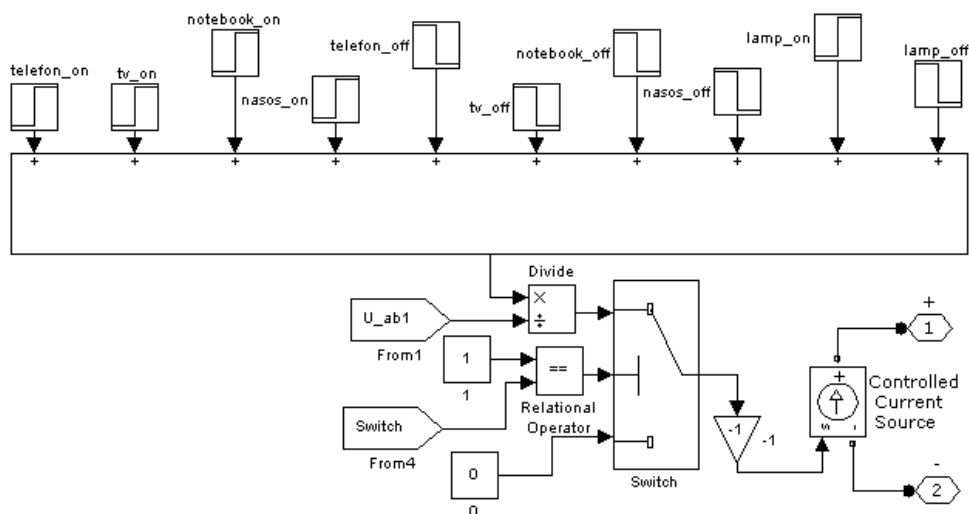 notebook_on
telefon_off
notebook_off
lamp_on
lamp_off
telefon_on
tv_on
nasos_on
tv_off
nasos_off
+ + + + + + + + + +
Divide
×
÷
U_ab1
From1
1
1
==
Relational
Operator
Switch
From4
0
0
Switch
-1
-1
+
1
+
s
-
Controlled
Current
Source
-
2